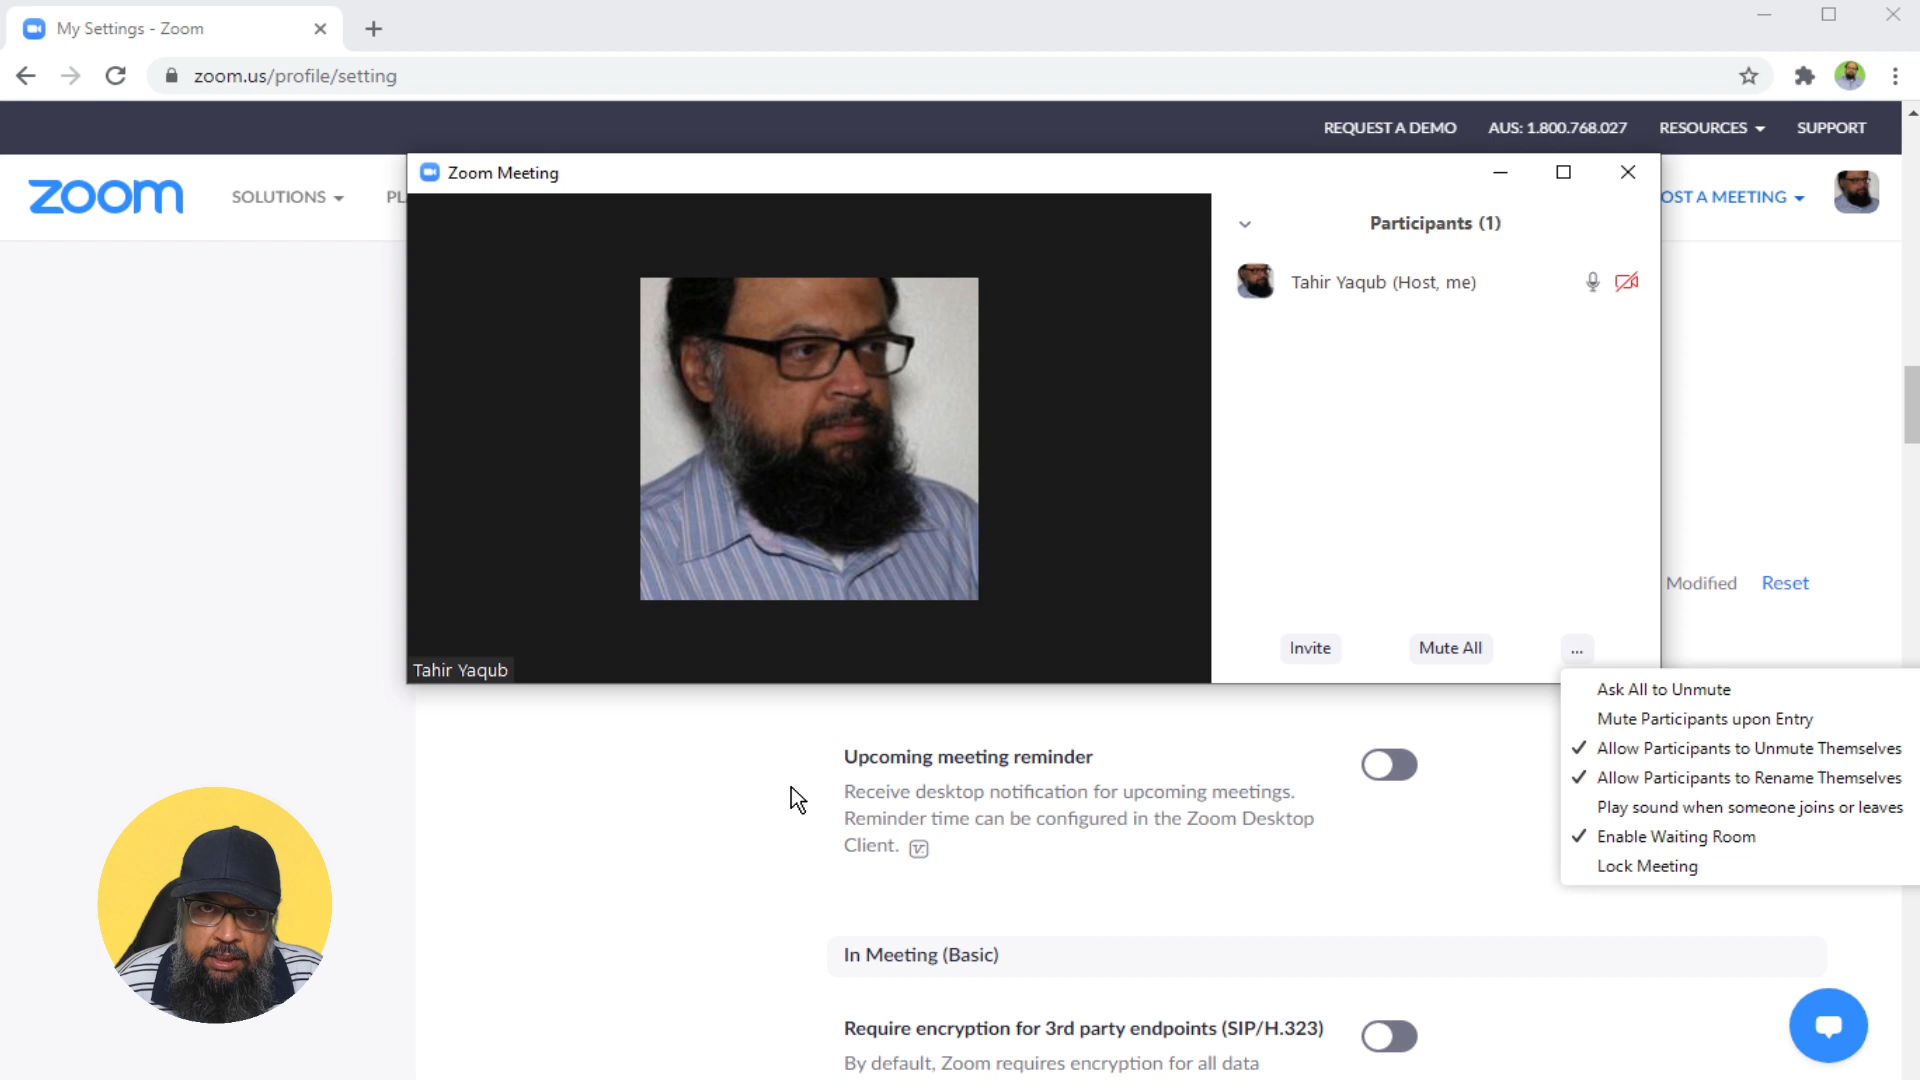 My Settings - Zoom
zoom.us/profile/setting
REQUEST A DEMO AUS: 1.800.768.027 RESOURCES SUPPORT
Zoom Meeting
zoom SOLUTIONS PL OST A MEETING
Participants (1)
Tahir Yaqub (Host, me)
Modified Reset
Invite Mute All ...
Tahir Yaqub
Ask All to Unmute
Mute Participants upon Entry
Allow Participants to Unmute Themselves
Allow Participants to Rename Themselves
Play sound when someone joins or leaves
Enable Waiting Room
Lock Meeting
Upcoming meeting reminder
Receive desktop notification for upcoming meetings.
Reminder time can be configured in the Zoom Desktop
Client.
In Meeting (Basic)
Require encryption for 3rd party endpoints (SIP/H.323)
By default, Zoom requires encryption for all data